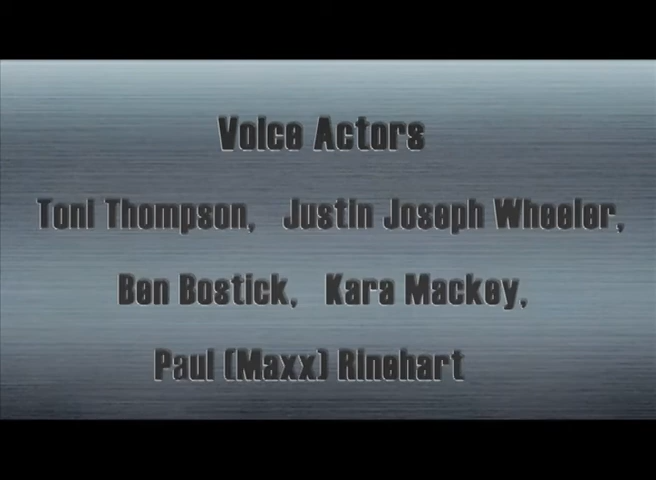 Voice Actors
Toni Thompson, Justin Joseph Wheeler,
Ben Bostick, Kara Mackey,
Paul (Maxx) Rinehart